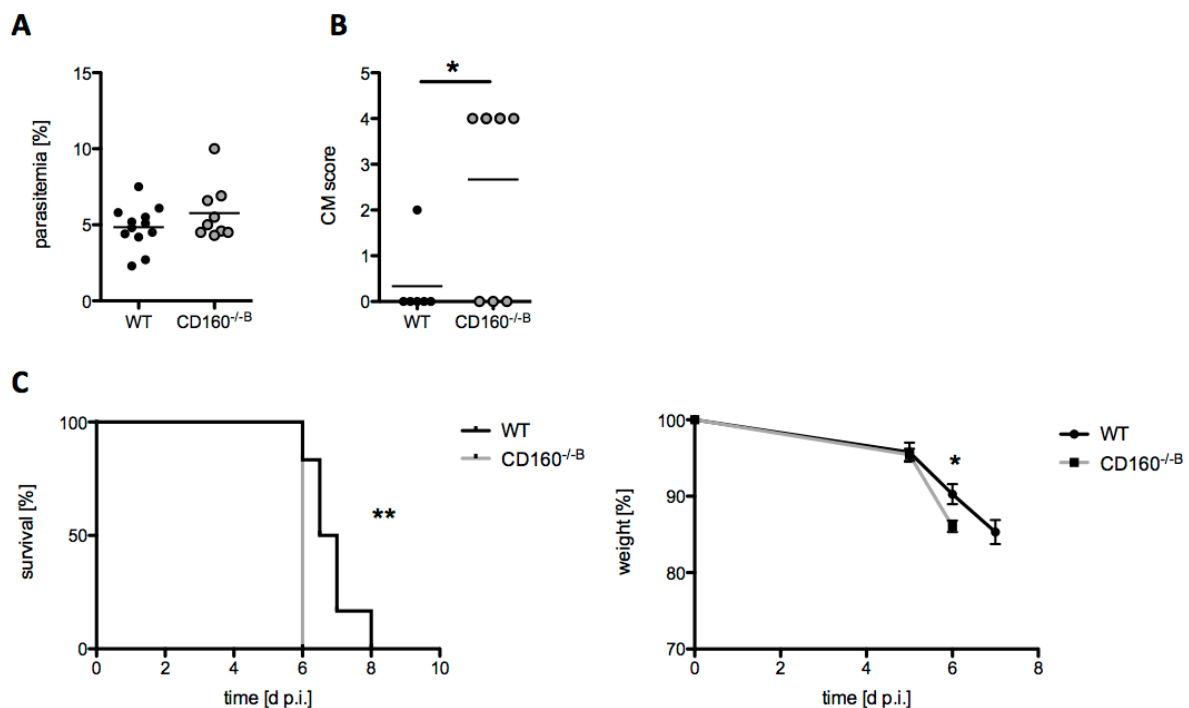 A
B
parasitemia [%]
15
10
5
0
WT
CD160-/-B
CM score
5
4
3
2
1
0
*
WT
CD160-/-B
C
survival [%]
100
50
0
0 2 4 6 8 10
time [d p.i.]
WT
CD160-/-B
**
weight [%]
100
90
80
70
0 2 4 6 8
time [d p.i.]
*
WT
CD160-/-B